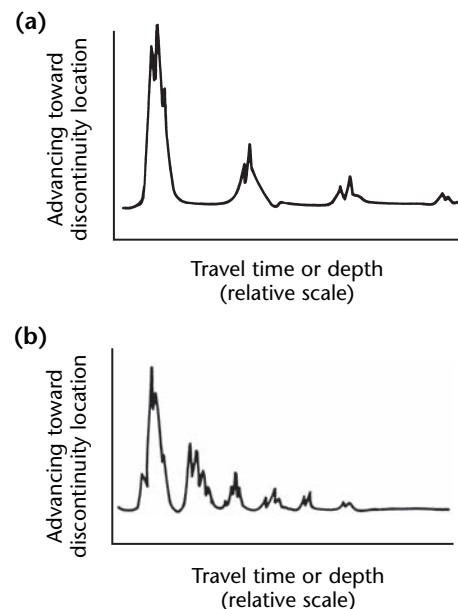 (a)
Advancing toward
discontinuity location
Travel time or depth
(relative scale)
(b)
Advancing toward
discontinuity location
Travel time or depth
(relative scale)